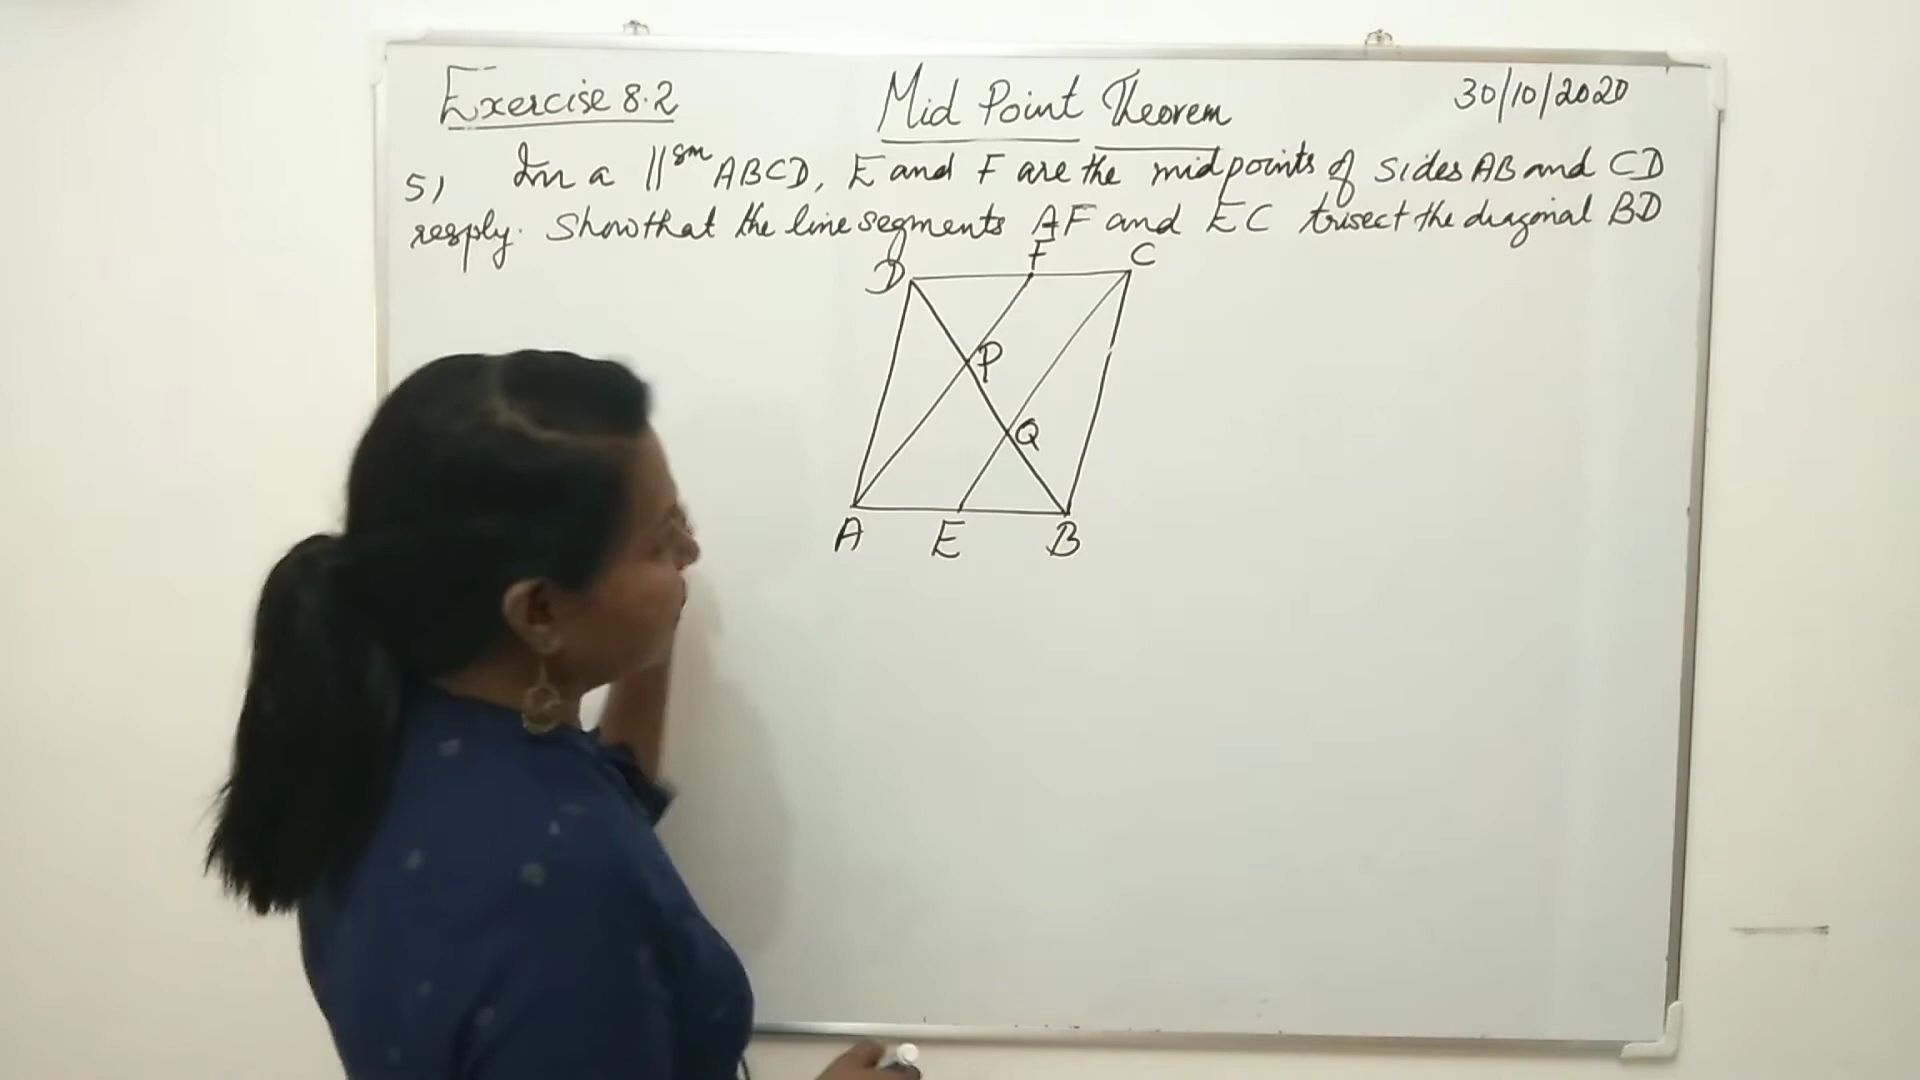 Exercise 8.2
Mid Point Theorem
30/10/2020
5) In a ||gm ABCD, E and F are the midpoints of sides AB and CD
resply. Show that the line segments AF and EC trisect the diagonal BD
D F C
P
Q
A E B